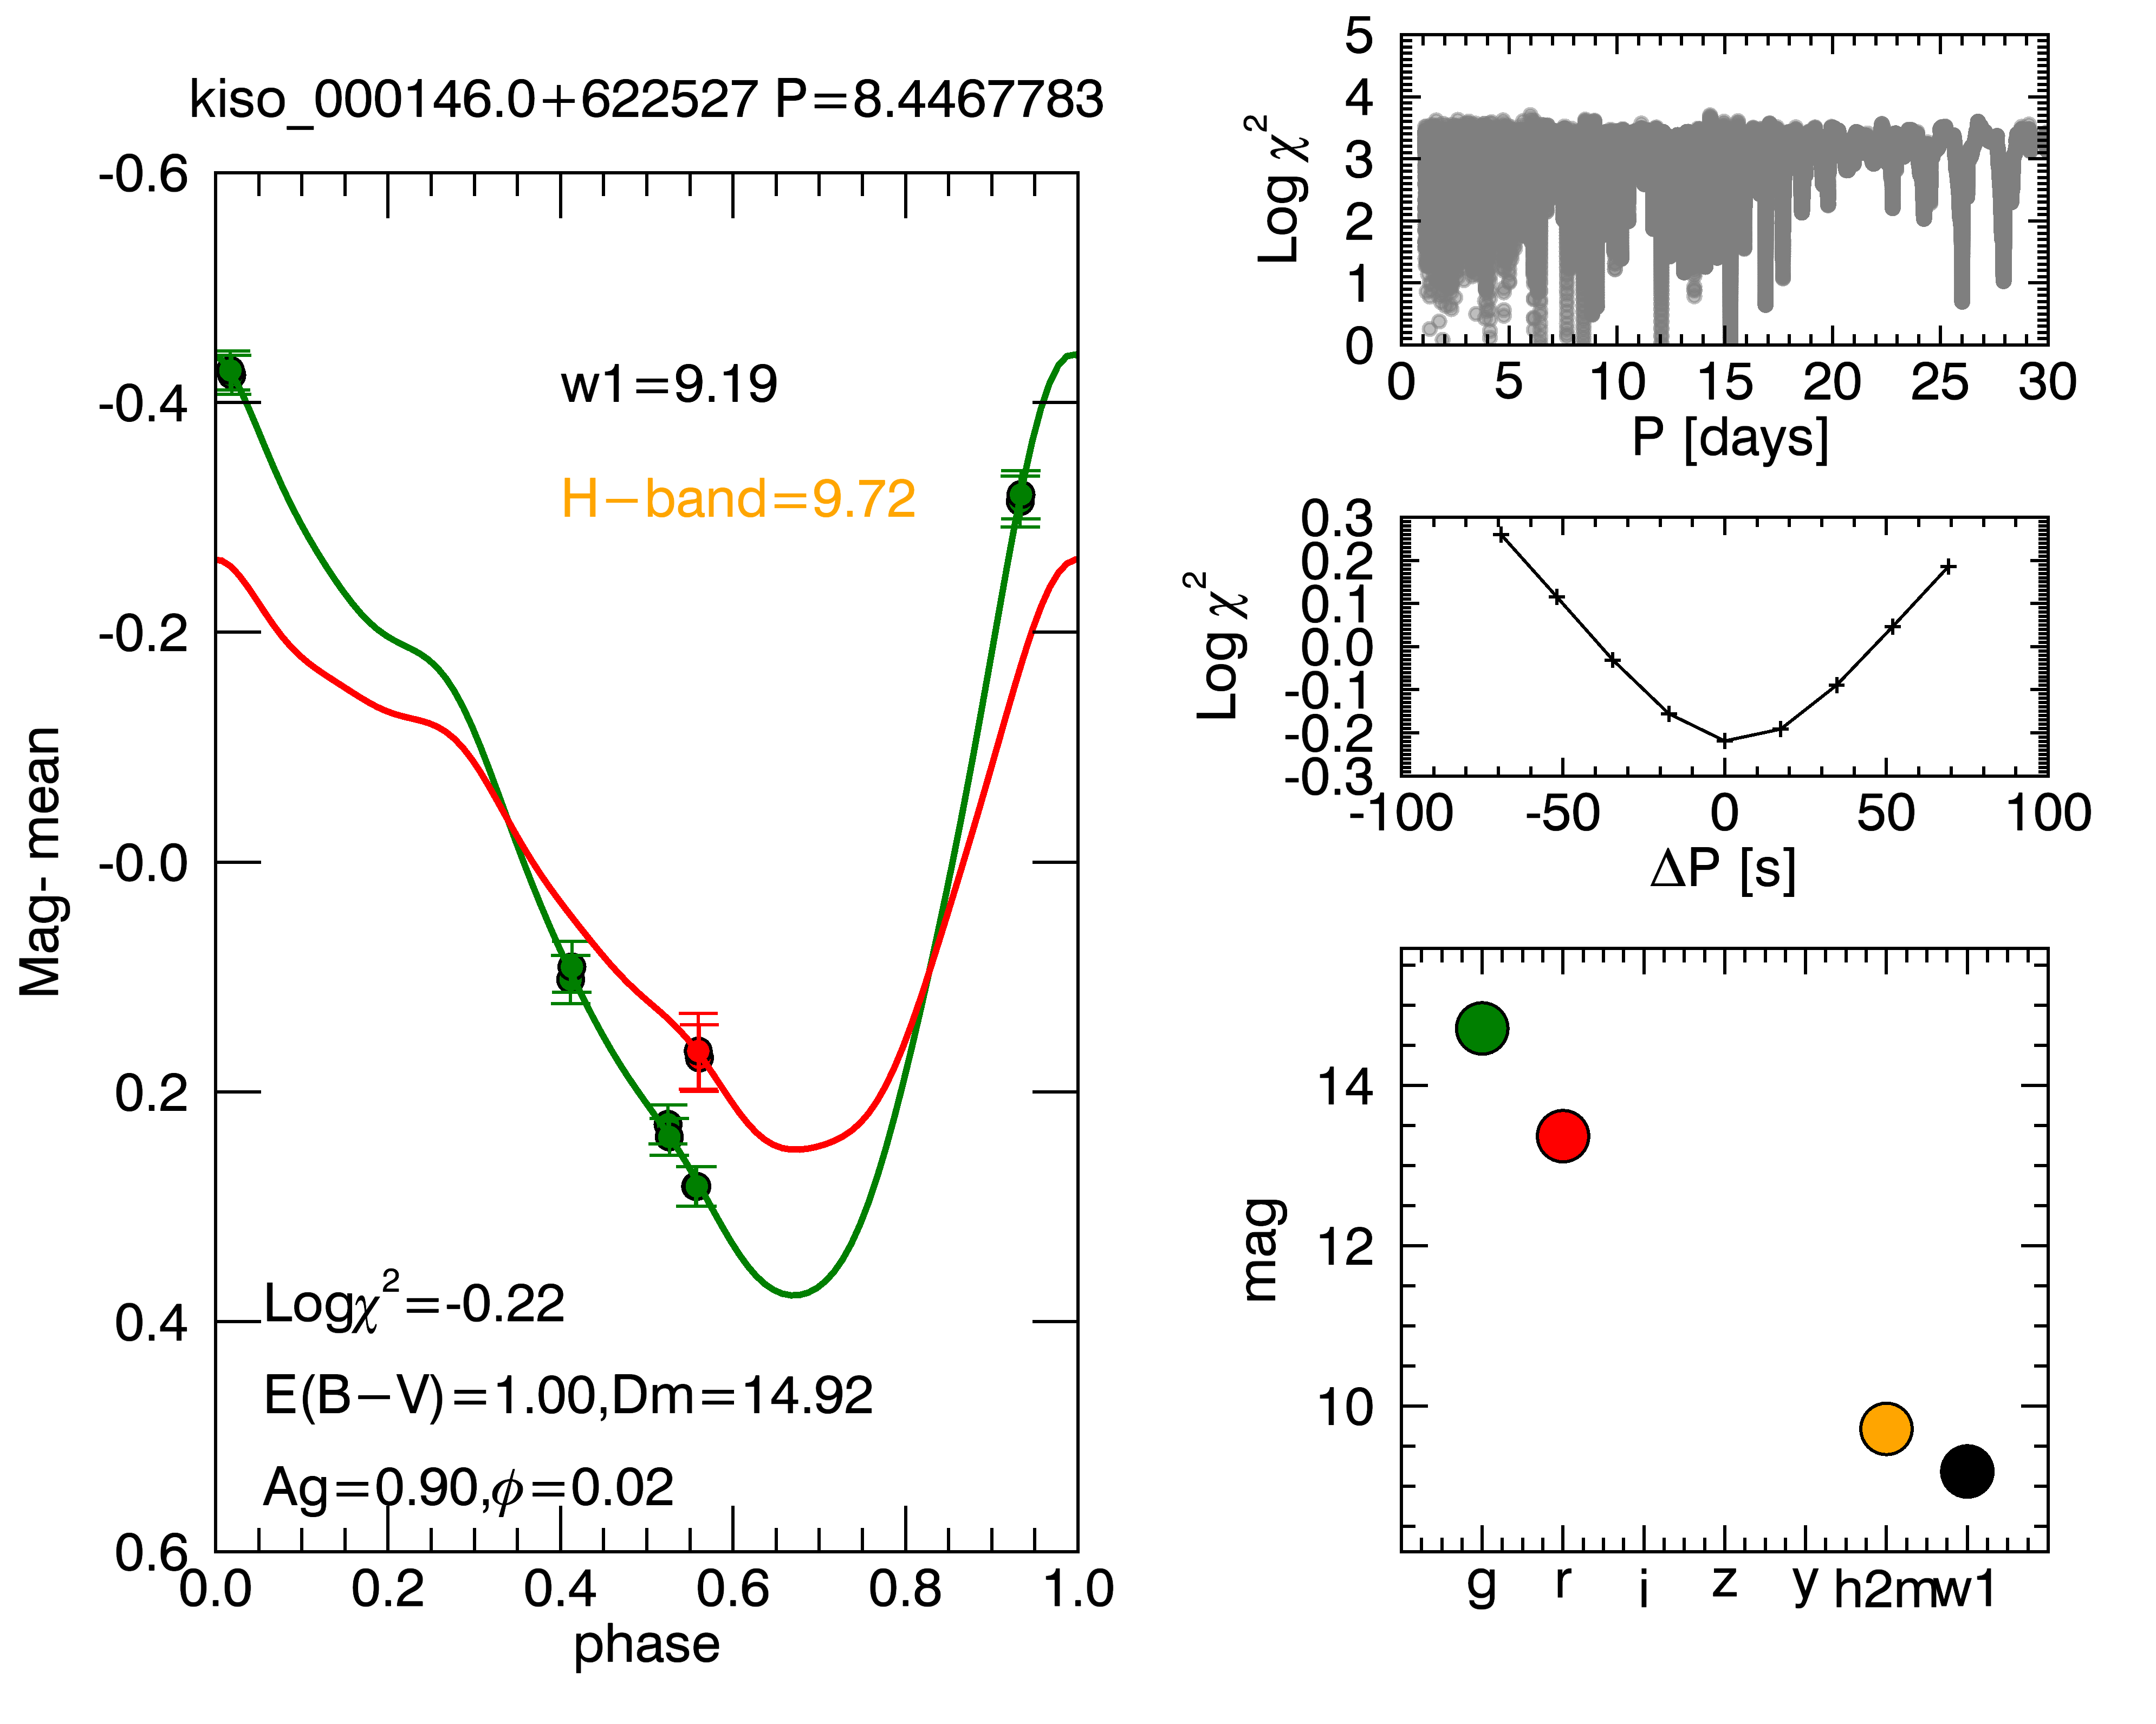 kiso_000146.0+622527 P=8.4467783
-0.6
-0.4
-0.2
-0.0
0.2
0.4
0.6
Mag- mean
w1=9.19
H−band=9.72
Logχ²=-0.22
E(B−V)=1.00,Dm=14.92
Ag=0.90,ϕ=0.02
0.0 0.2 0.4 0.6 0.8 1.0
phase
5
4
3
2
1
0
Log χ²
0 5 10 15 20 25 30
P [days]
0.3
0.2
0.1
0.0
-0.1
-0.2
-0.3
Log χ²
-100 -50 0 50 100
ΔP [s]
14
12
10
mag
g r i z y h2mw1